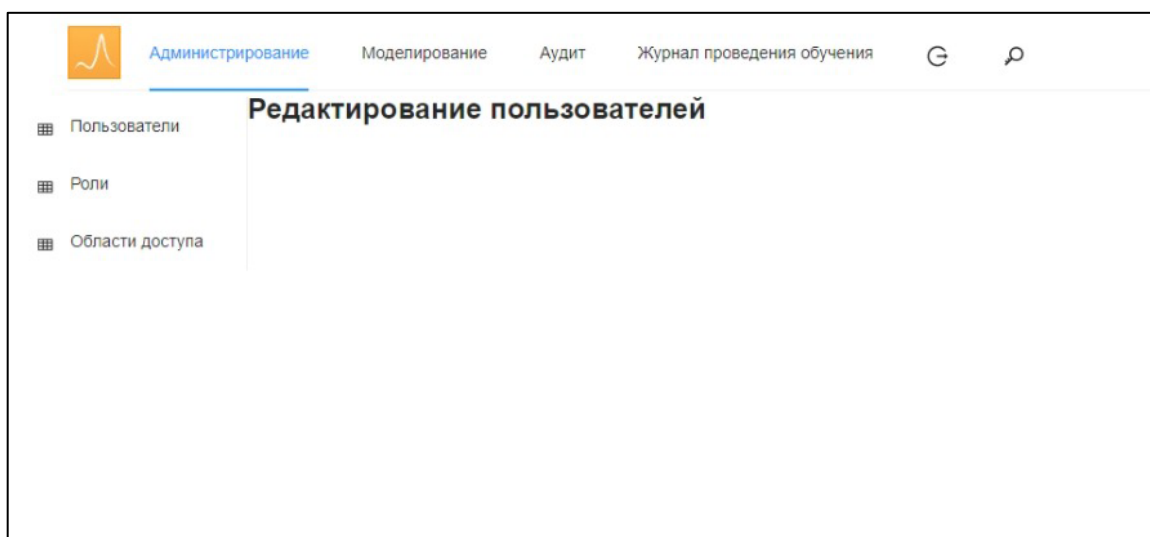 Администрирование Моделирование Аудит Журнал проведения обучения
Редактирование пользователей
Пользователи
Роли
Области доступа